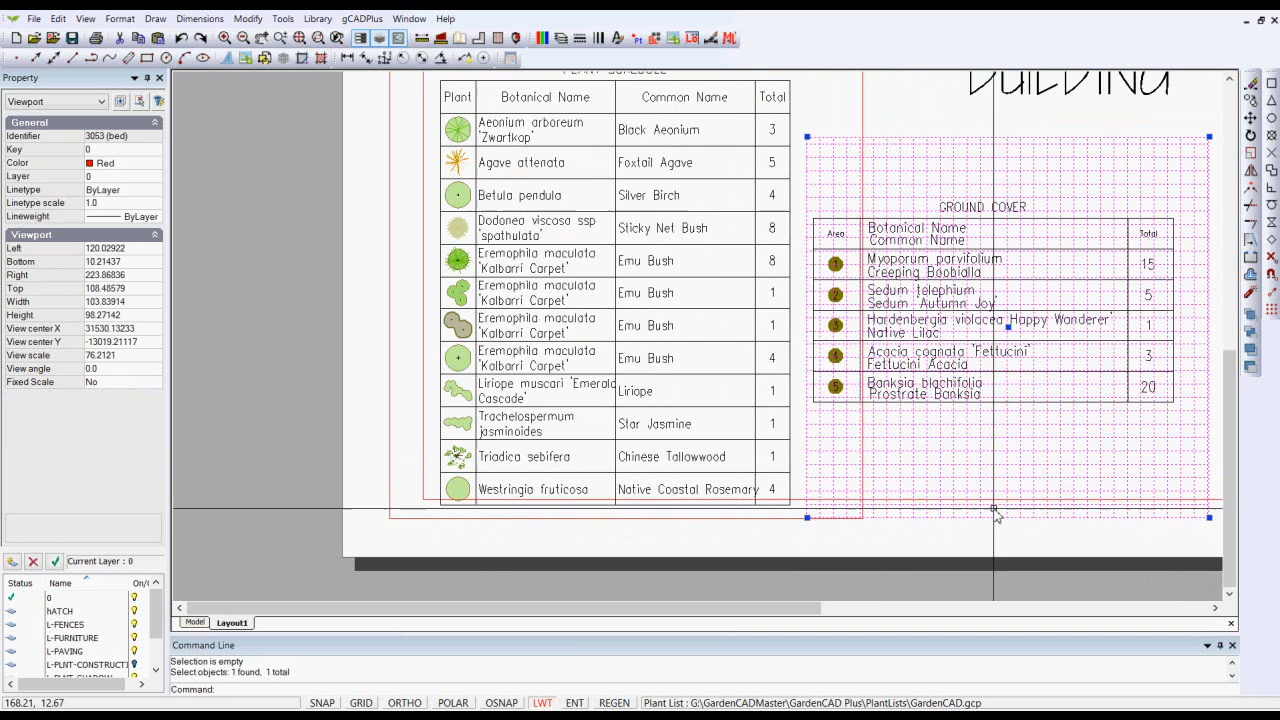 File Edit View Format Draw Dimensions Modify Tools Library gCADPlus Window Help
Property
Viewport
General
Identifier 3053 (bed)
Key 0
Color Red
Layer 0
Linetype ByLayer
Linetype scale 1.0
Lineweight ByLayer
Viewport
Left 120.02922
Bottom 10.21437
Right 223.86836
Top 108.48579
Width 103.83914
Height 98.27142
View center X 31530.13233
View center Y -13019.21117
View scale 76.2121
View angle 0.0
Fixed Scale No
Current Layer : 0
Status Name On/(
0
hATCH
L-FENCES
L-FURNITURE
L-PAVING
L-PLNT-CONSTRUCTI
L-PLNT-SHADOW
PLANT SCHEDULE
Plant Botanical Name Common Name Total
Aeonium arboreum 'Zwartkop' Black Aeonium 3
Agave attenata Foxtail Agave 5
Betula pendula Silver Birch 4
Dodonea viscosa ssp 'spathulata' Sticky Net Bush 8
Eremophila maculata 'Kalbarri Carpet' Emu Bush 8
Eremophila maculata 'Kalbarri Carpet' Emu Bush 1
Eremophila maculata 'Kalbarri Carpet' Emu Bush 1
Eremophila maculata 'Kalbarri Carpet' Emu Bush 4
Liriope muscari 'Emerald Cascade' Liriope 1
Trachelospermum jasminoides Star Jasmine 1
Triadica sebifera Chinese Tallowwood 1
Westringia fruticosa Native Coastal Rosemary 4
BUILDING
GROUND COVER
Area Botanical Name Common Name Total
1 Myoporum parvifolium Creeping Boobialla 15
2 Sedum telephium Sedum 'Autumn Joy' 5
3 Hardenbergia violacea 'Happy Wanderer' Native Lilac 1
4 Acacia cognata 'Fettucini' Fettucini Acacia 3
5 Banksia blachifolia Prostrate Banksia 20
Model Layout1
Command Line
Selection is empty
Select objects: 1 found, 1 total
Command:
168.21, 12.67 SNAP GRID ORTHO POLAR OSNAP LWT ENT REGEN Plant List : G:\GardenCADMaster\GardenCAD Plus\PlantLists\GardenCAD.gcp